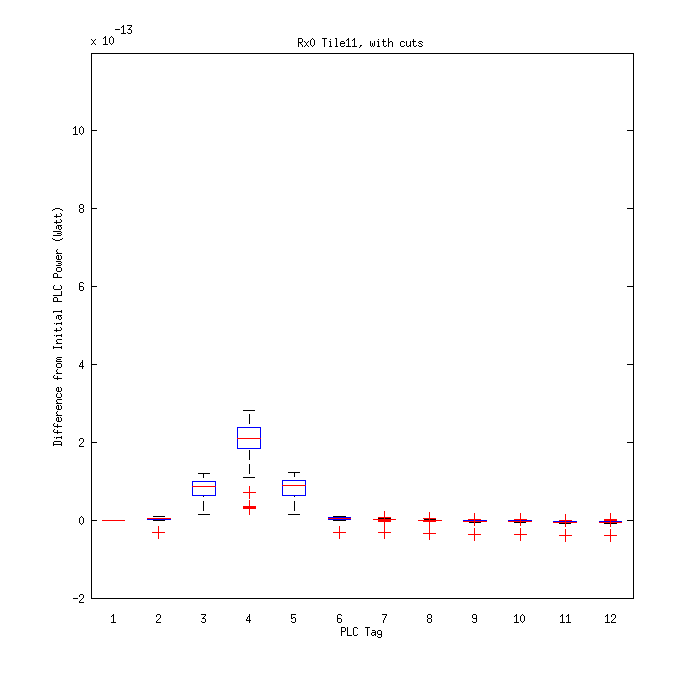 x 10 -13
Rx0 Tile11, with cuts
10
8
6
4
2
0
-2
Difference from Initial PLC Power (Watt)
1 2 3 4 5 6 7 8 9 10 11 12
PLC Tag